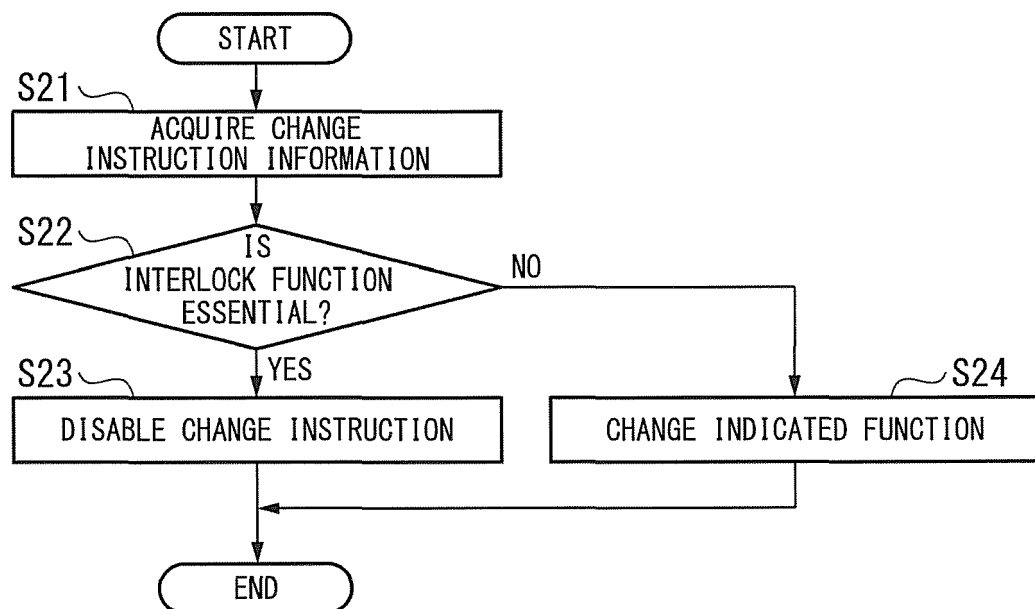 START
S21
ACQUIRE CHANGE
INSTRUCTION INFORMATION
S22
IS
INTERLOCK FUNCTION
ESSENTIAL?
NO
YES
S23
DISABLE CHANGE INSTRUCTION
S24
CHANGE INDICATED FUNCTION
END